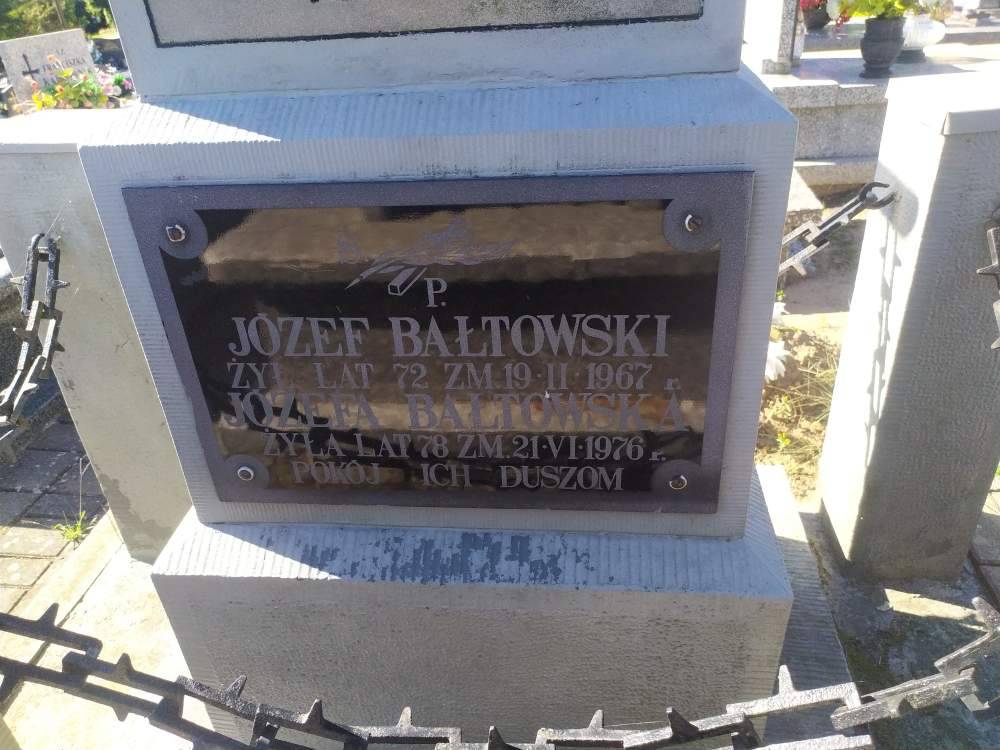 P.
JÓZEF BAŁTOWSKI
ŻYŁ LAT 72 ZM. 19·II·1967 r.
JÓZEFA BAŁTOWSKA
ŻYŁA LAT 78 ZM. 21·VI·1976 r.
POKÓJ ICH DUSZOM
FRANCISZKA